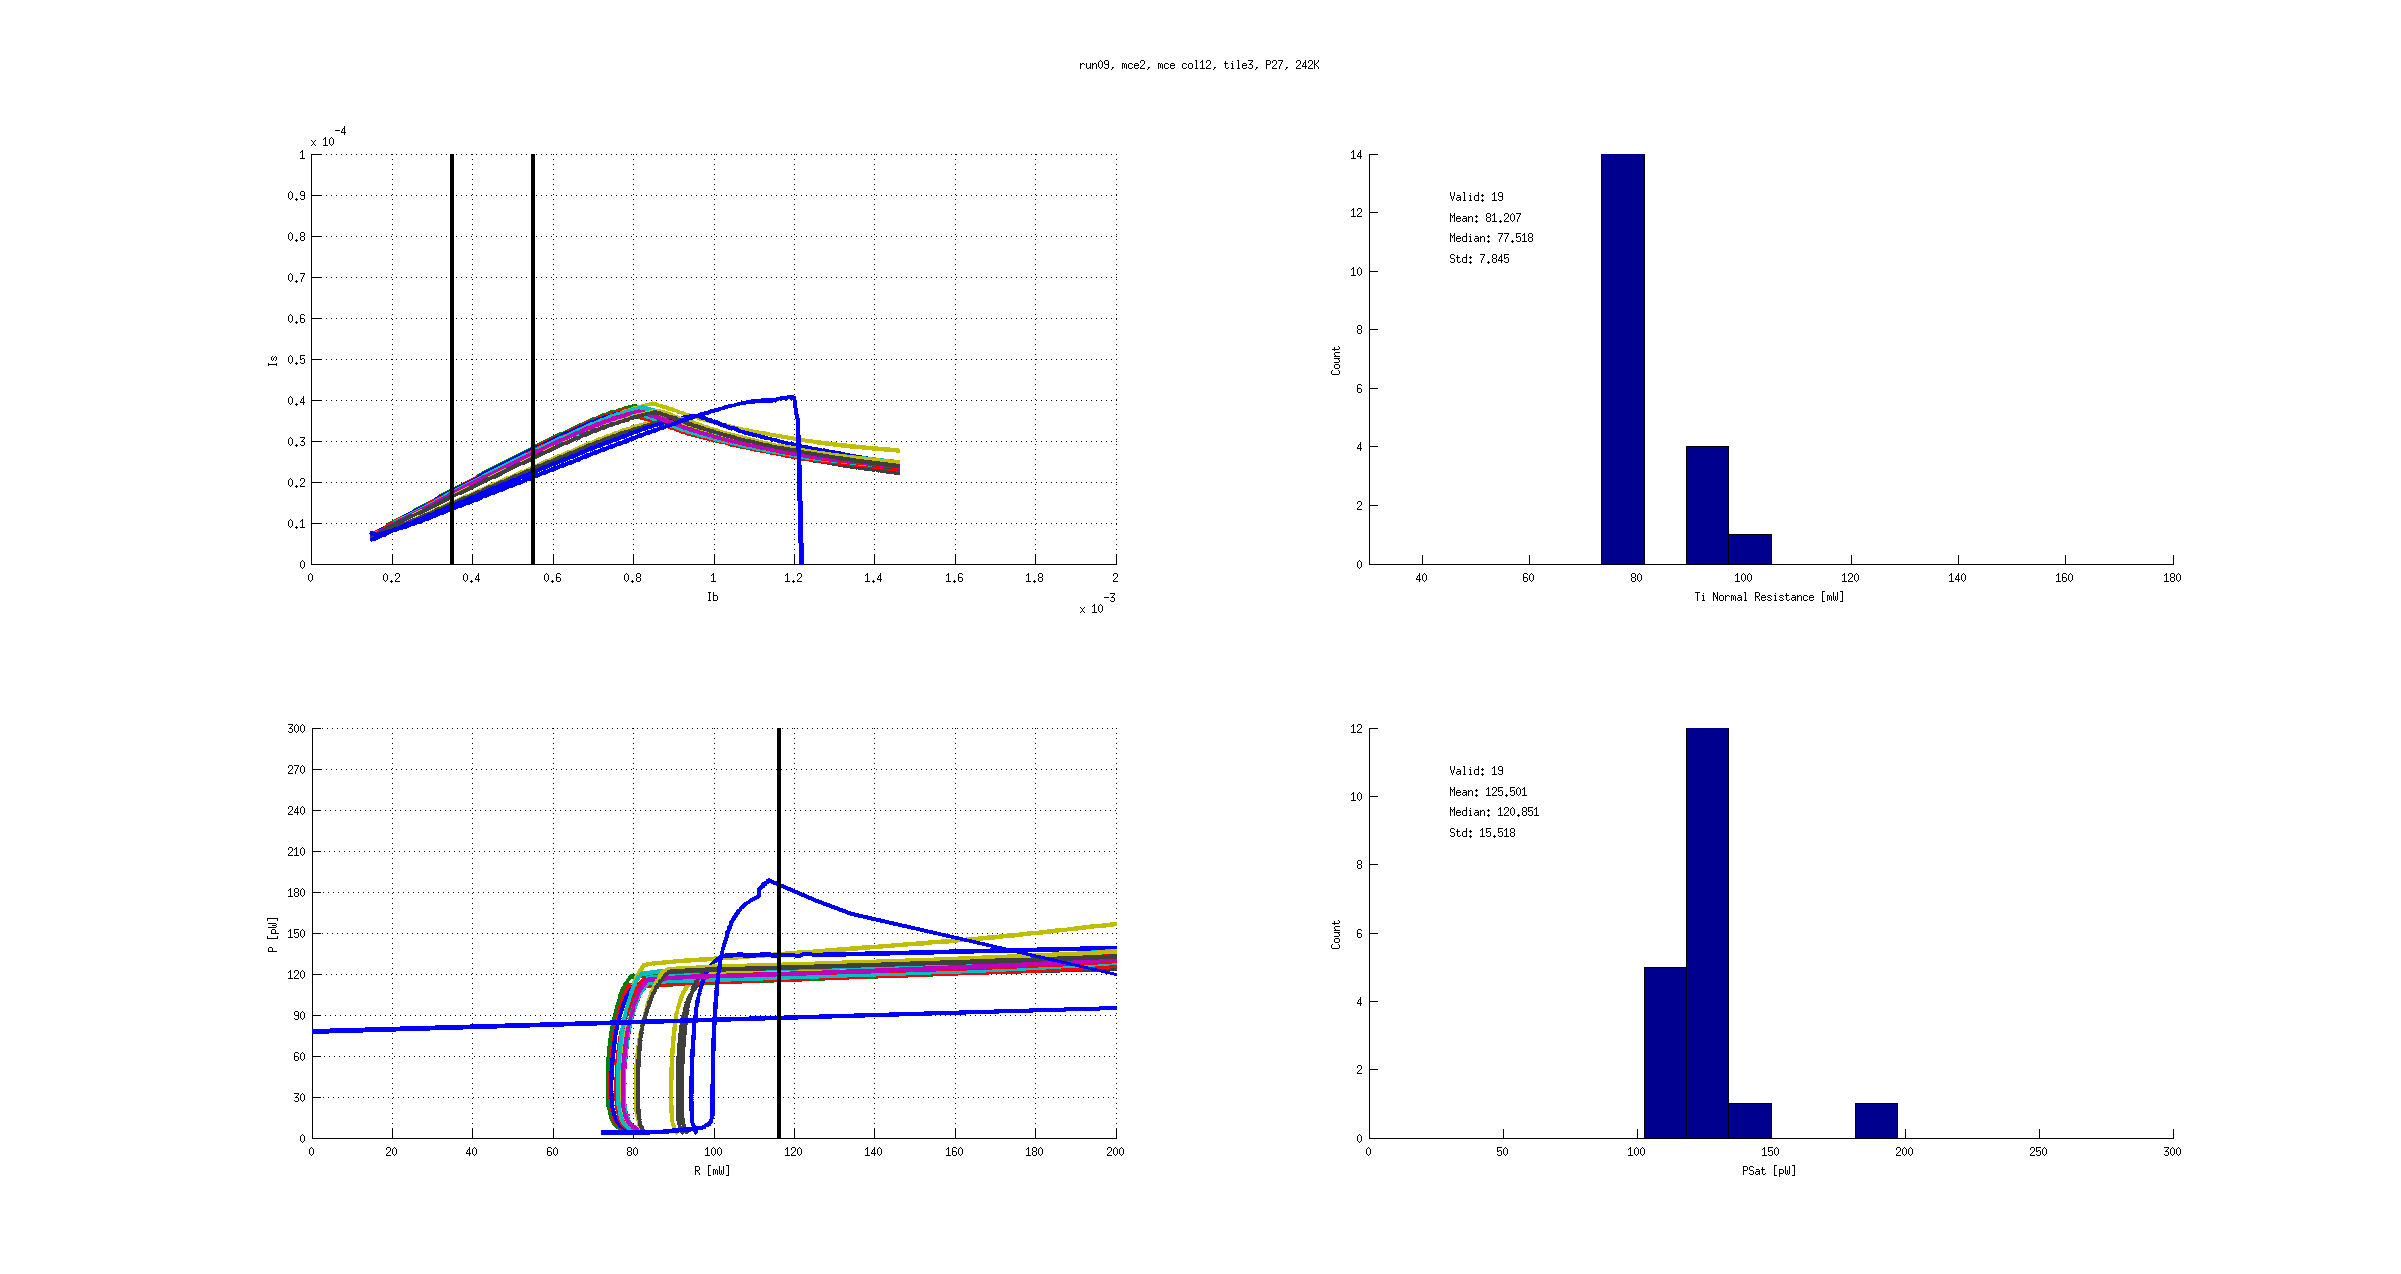 run09, mce2, mce col12, tile3, P27, 242K
x 10^-4
1
0.9
0.8
0.7
0.6
0.5
0.4
0.3
0.2
0.1
0
Is
0 0.2 0.4 0.6 0.8 1 1.2 1.4 1.6 1.8 2
Ib
x 10^-3
14
12
10
8
6
4
2
0
Count
Valid: 19
Mean: 81.207
Median: 77.518
Std: 7.845
40 60 80 100 120 140 160 180
Ti Normal Resistance [mW]
300
270
240
210
180
150
120
90
60
30
0
P [pW]
0 20 40 60 80 100 120 140 160 180 200
R [mW]
12
10
8
6
4
2
0
Count
Valid: 19
Mean: 125.501
Median: 120.851
Std: 15.518
0 50 100 150 200 250 300
PSat [pW]